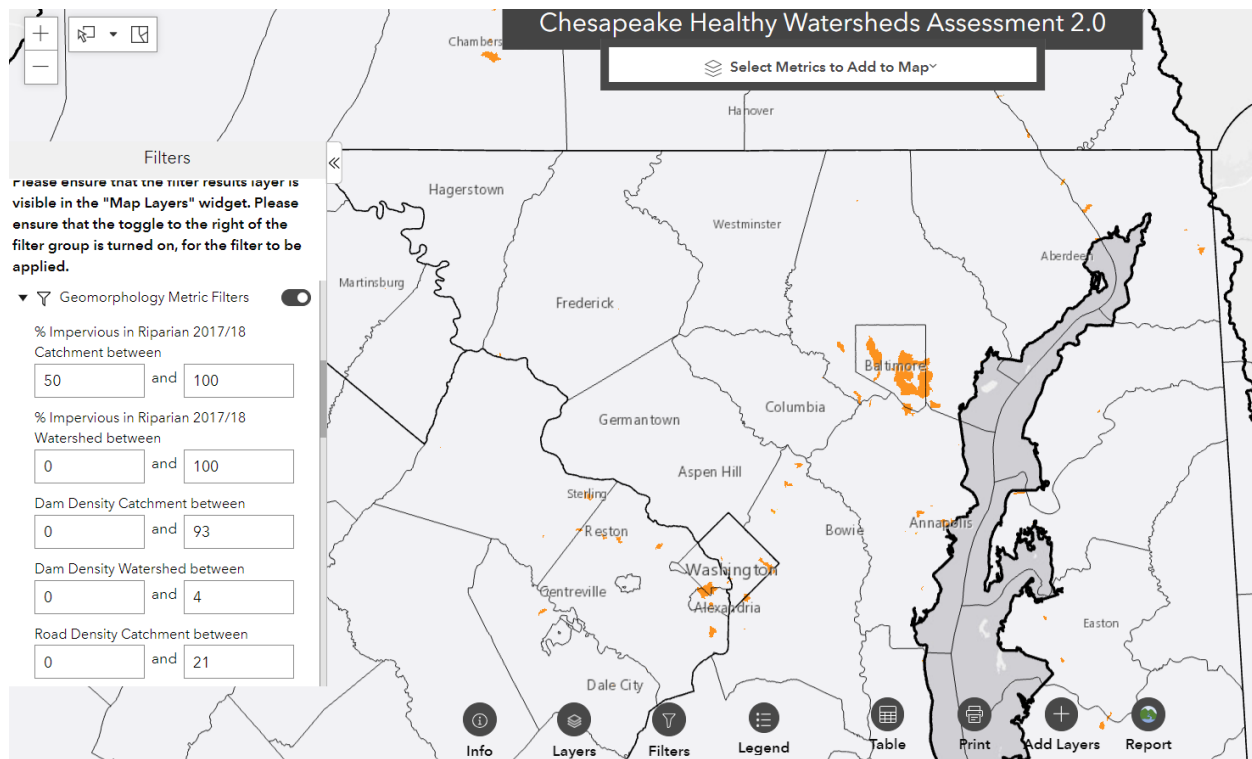 Chesapeake Healthy Watersheds Assessment 2.0
Select Metrics to Add to Map
Filters
Please ensure that the filter results layer is
visible in the "Map Layers" widget. Please
ensure that the toggle to the right of the
filter group is turned on, for the filter to be
applied.
Geomorphology Metric Filters
% Impervious in Riparian 2017/18
Catchment between
50 and 100
% Impervious in Riparian 2017/18
Watershed between
0 and 100
Dam Density Catchment between
0 and 93
Dam Density Watershed between
0 and 4
Road Density Catchment between
0 and 21
Chambers
Hanover
Hagerstown
Westminster
Aberdeen
Martinsburg
Frederick
Baltimore
Columbia
Germantown
Aspen Hill
Sterling
Reston
Bowie
Annapolis
Washington
Centreville
Alexandria
Easton
Dale City
Info
Layers
Filters
Legend
Table
Print
Add Layers
Report